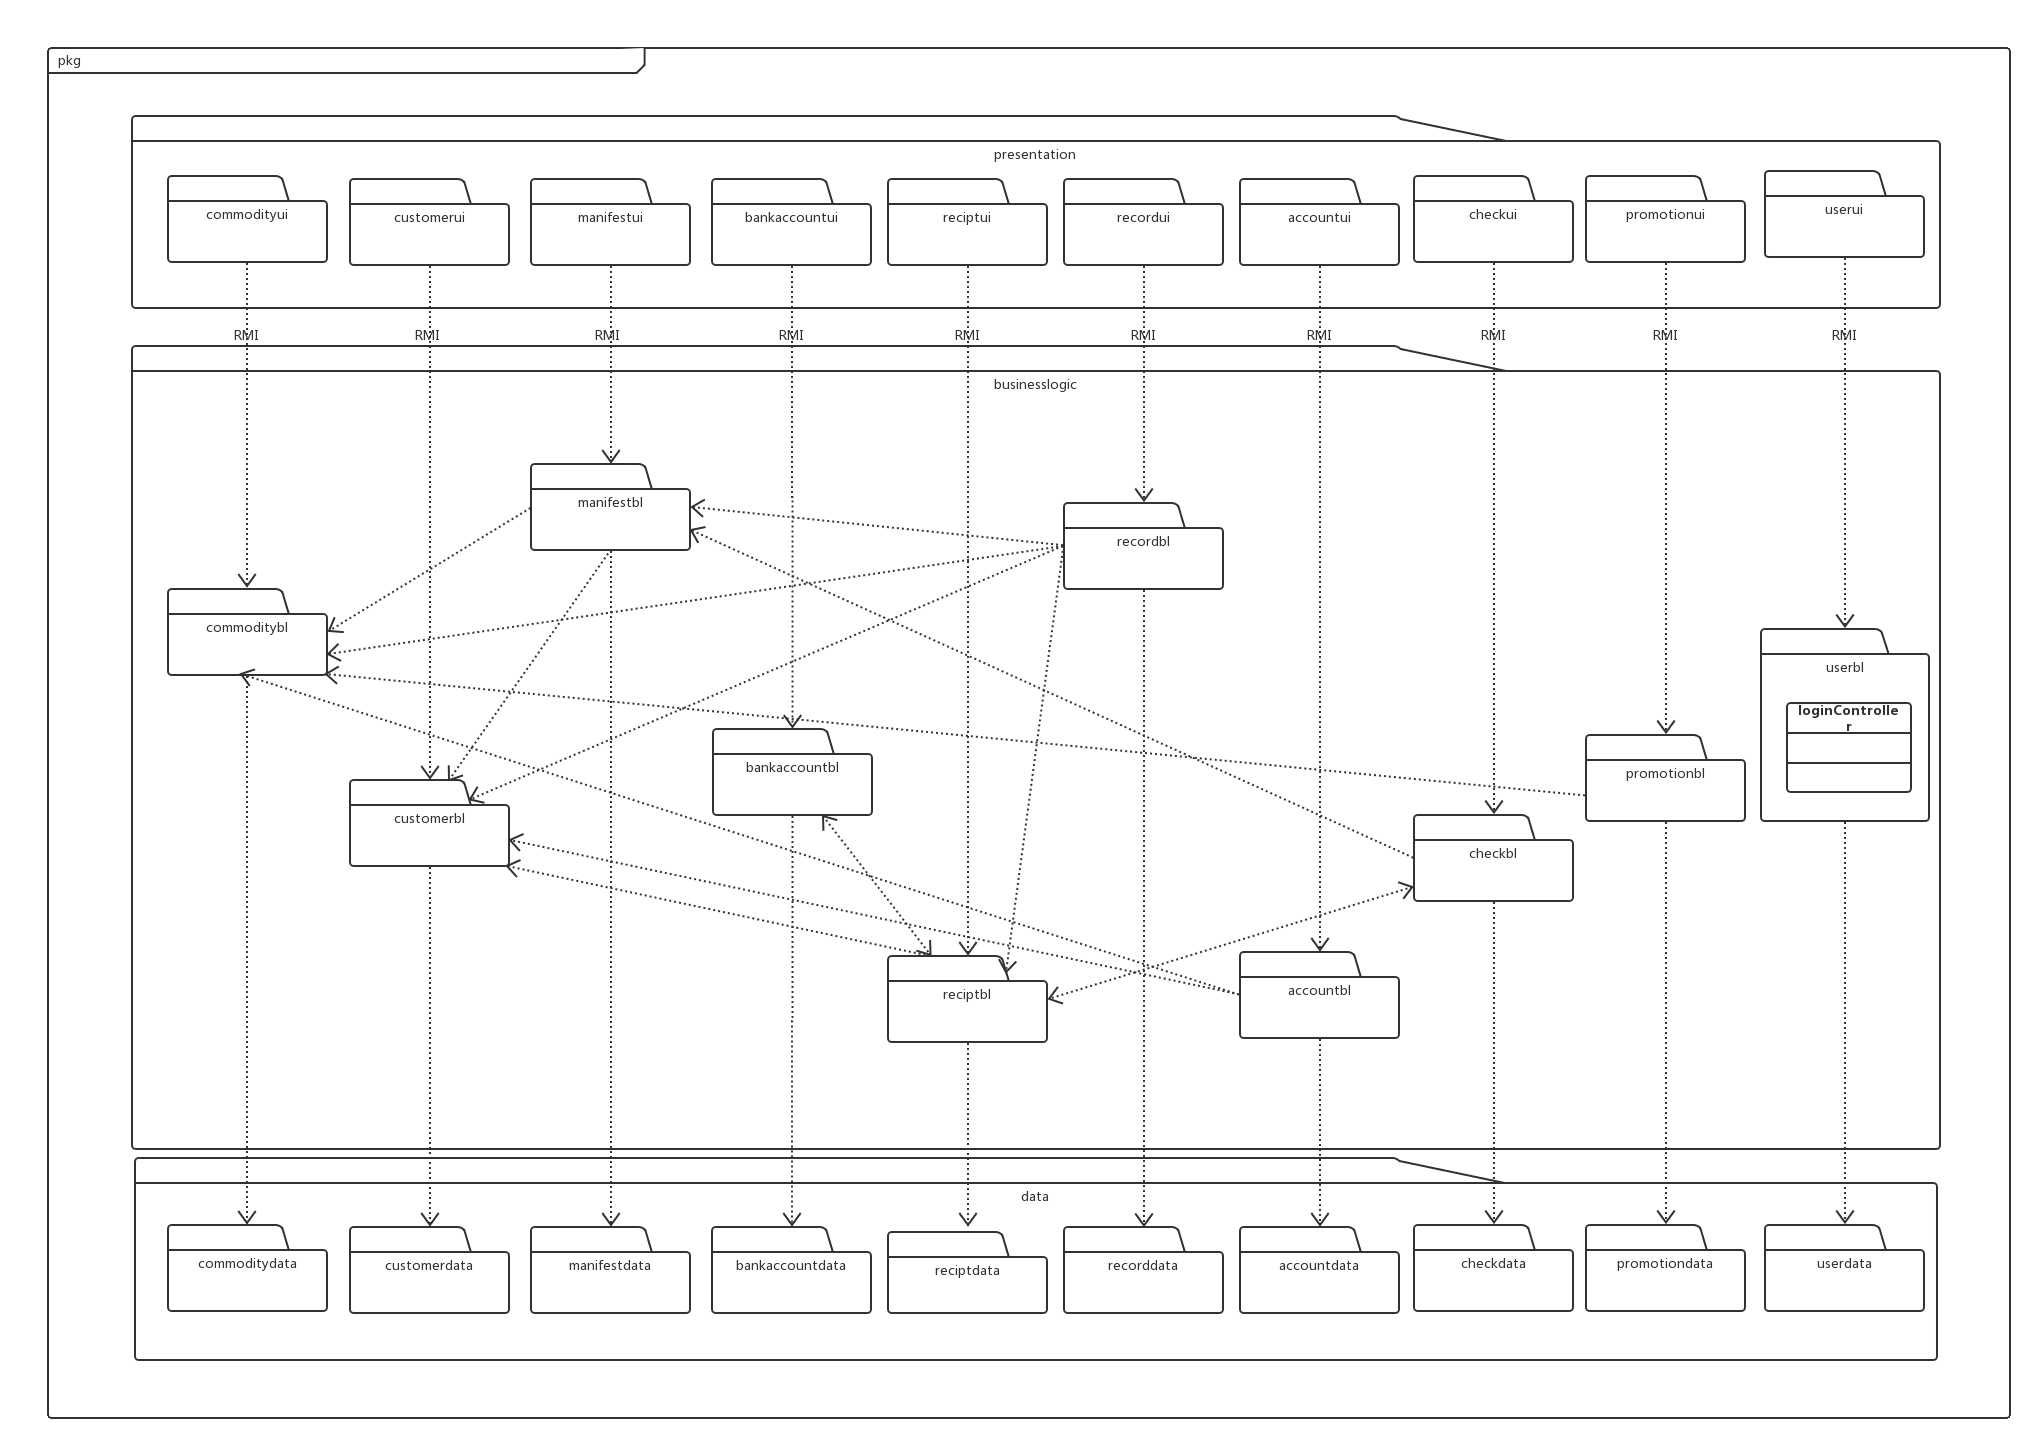 pkg
presentation
commodityui
customerui
manifestui
bankaccountui
reciptui
recordui
accountui
checkui
promotionui
userui
RMI
RMI
RMI
RMI
RMI
RMI
RMI
RMI
RMI
RMI
businesslogic
manifestbl
recordbl
commoditybl
userbl
loginControlle
r
bankaccountbl
promotionbl
customerbl
checkbl
reciptbl
accountbl
data
commoditydata
customerdata
manifestdata
bankaccountdata
reciptdata
recorddata
accountdata
checkdata
promotiondata
userdata